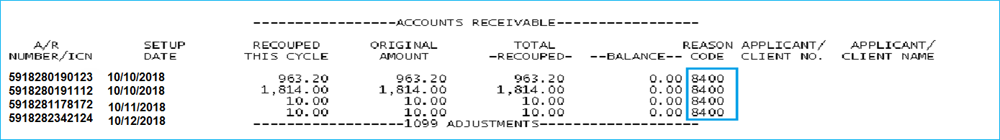 -----------------ACCOUNTS RECEIVABLE-----------------
A/R SETUP RECOUPED ORIGINAL TOTAL REASON APPLICANT/ APPLICANT/
NUMBER/ICN DATE THIS CYCLE AMOUNT -RECOUPED- --BALANCE-- CODE CLIENT NO. CLIENT NAME
5918280190123 10/10/2018 963.20 963.20 963.20 0.00 8400
5918280191112 10/10/2018 1,814.00 1,814.00 1,814.00 0.00 8400
5918281178172 10/11/2018 10.00 10.00 10.00 0.00 8400
5918282342124 10/12/2018 10.00 10.00 10.00 0.00 8400
------------------1099 ADJUSTMENTS-------------------